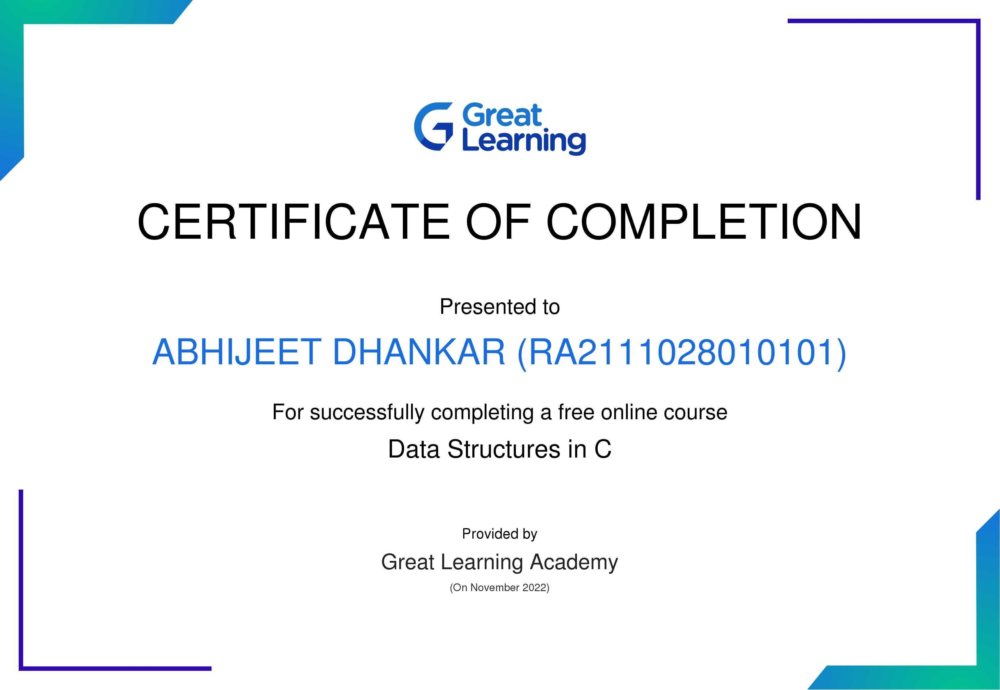 Great
Learning
CERTIFICATE OF COMPLETION
Presented to
ABHIJEET DHANKAR (RA2111028010101)
For successfully completing a free online course
Data Structures in C
Provided by
Great Learning Academy
(On November 2022)